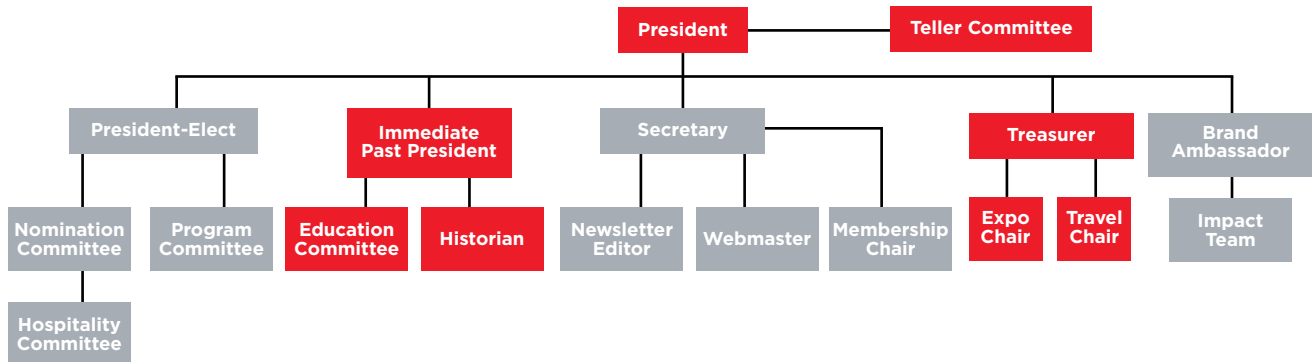 President
Teller Committee
President-Elect
Immediate
Past President
Secretary
Treasurer
Brand
Ambassador
Nomination
Committee
Program
Committee
Education
Committee
Historian
Newsletter
Editor
Webmaster
Membership
Chair
Expo
Chair
Travel
Chair
Impact
Team
Hospitality
Committee